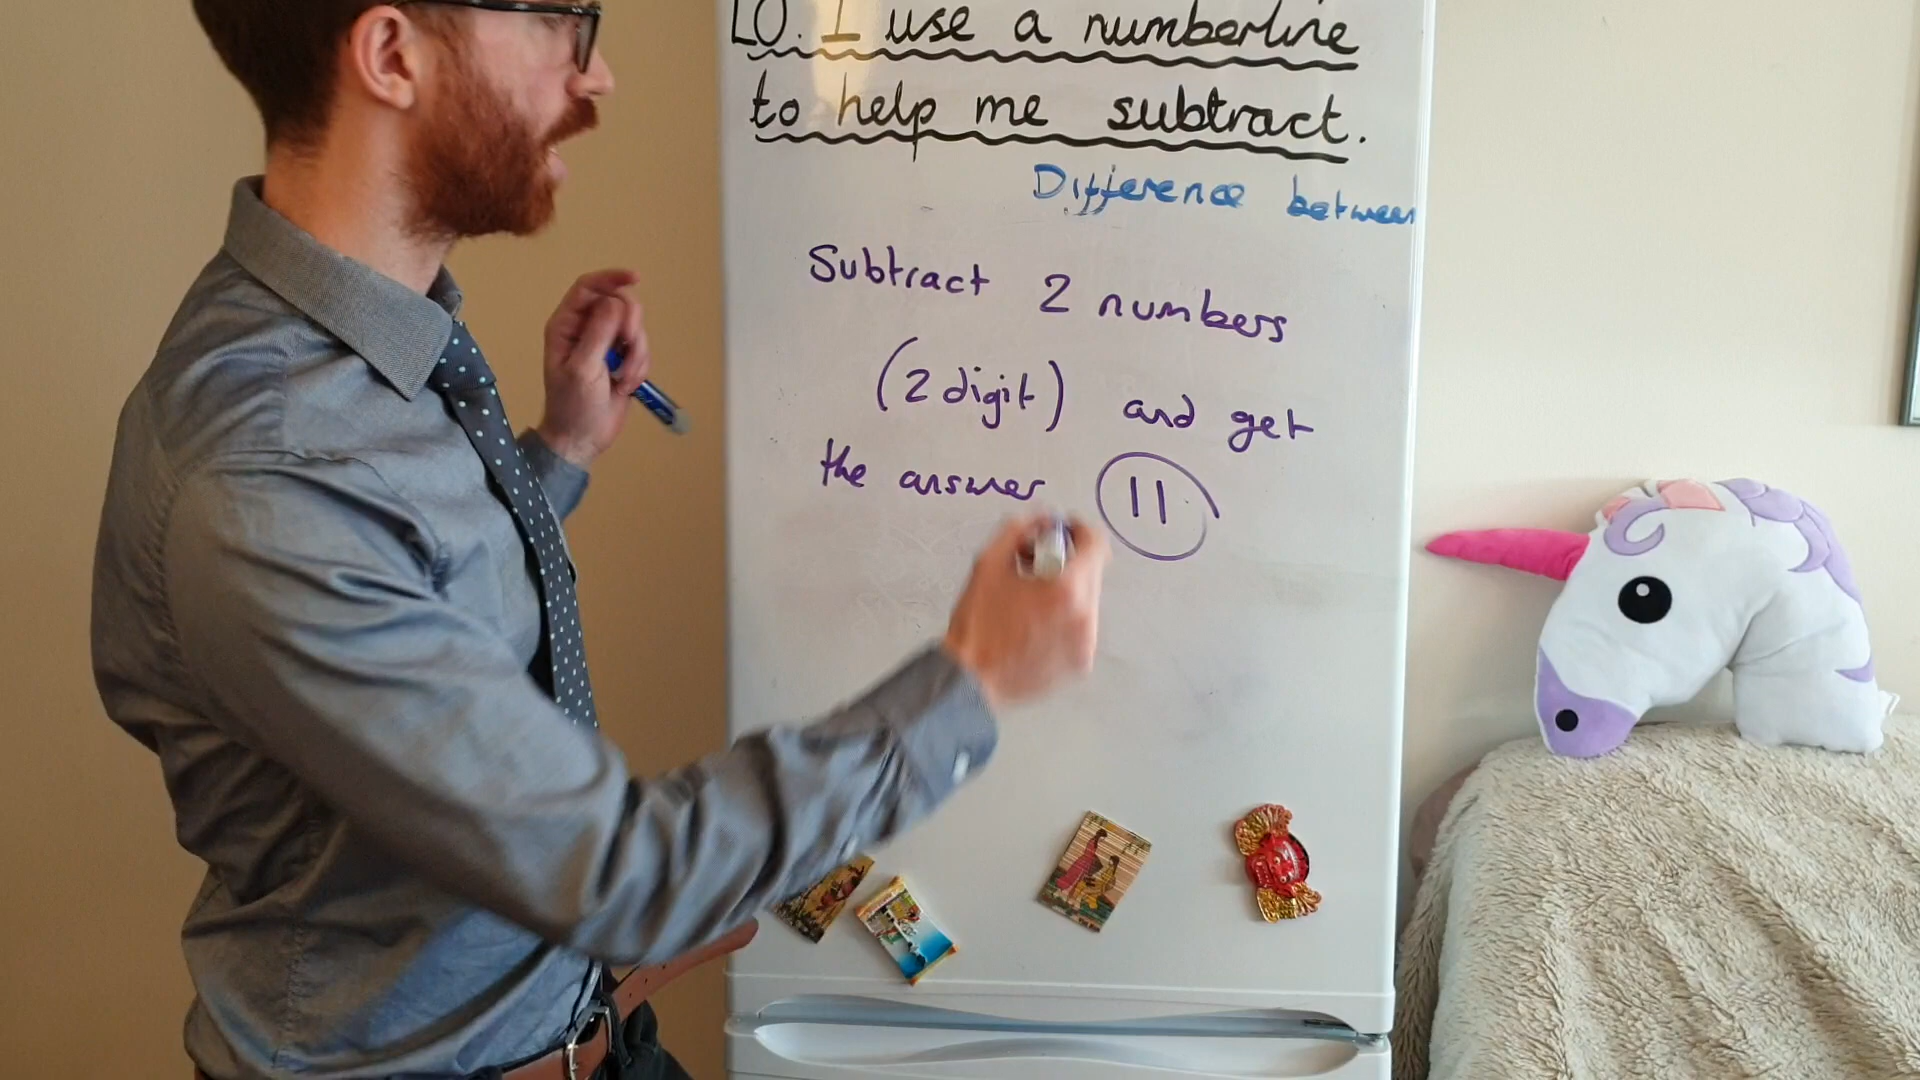 LO. I use a numberline
to help me subtract.
Difference between
Subtract 2 numbers
(2 digit) and get
the answer 11